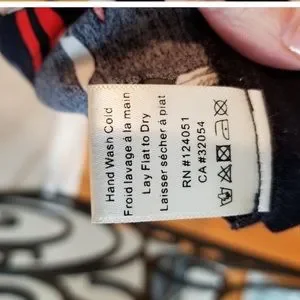 Hand Wash Cold
Froid lavage à la main
Lay Flat to Dry
Laisser sécher à plat
RN #124051
CA #32054